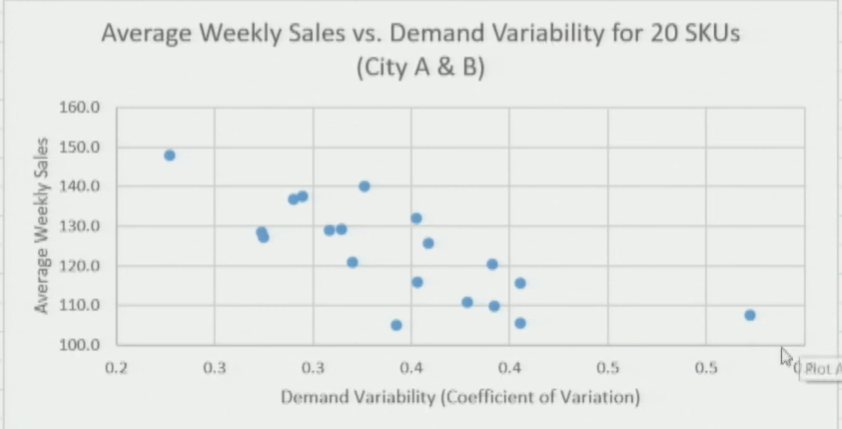 Average Weekly Sales vs. Demand Variability for 20 SKUs
(City A & B)
Average Weekly Sales
160.0
150.0
140.0
130.0
120.0
110.0
100.0
0.2 0.3 0.3 0.4 0.4 0.5 0.5
Plot
Demand Variability (Coefficient of Variation)